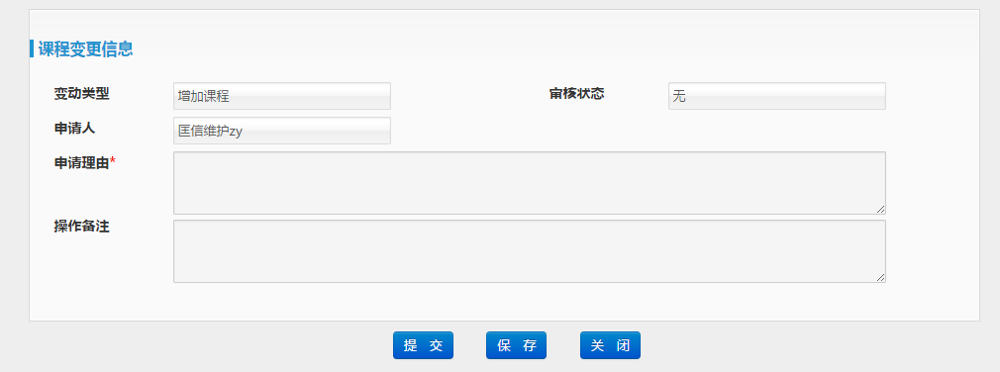 课程变更信息
变动类型 增加课程 审核状态 无
申请人 匡信维护zy
申请理由*
操作备注
提 交 保 存 关 闭